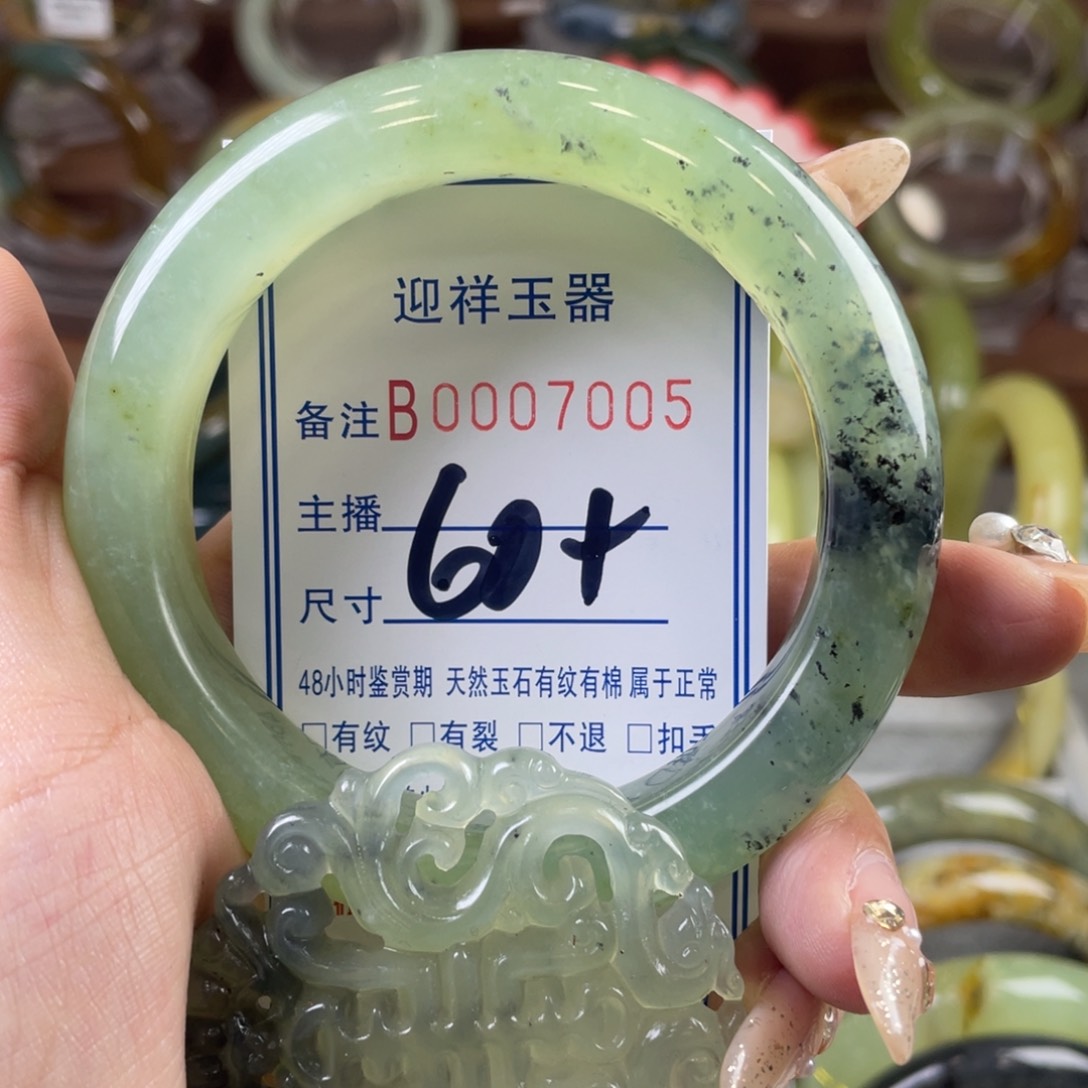 迎祥玉器
备注B0007005
主播
尺寸 60+
48小时鉴赏期 天然玉石有纹有棉属于正常
□有纹 □有裂 □不退 □扣手